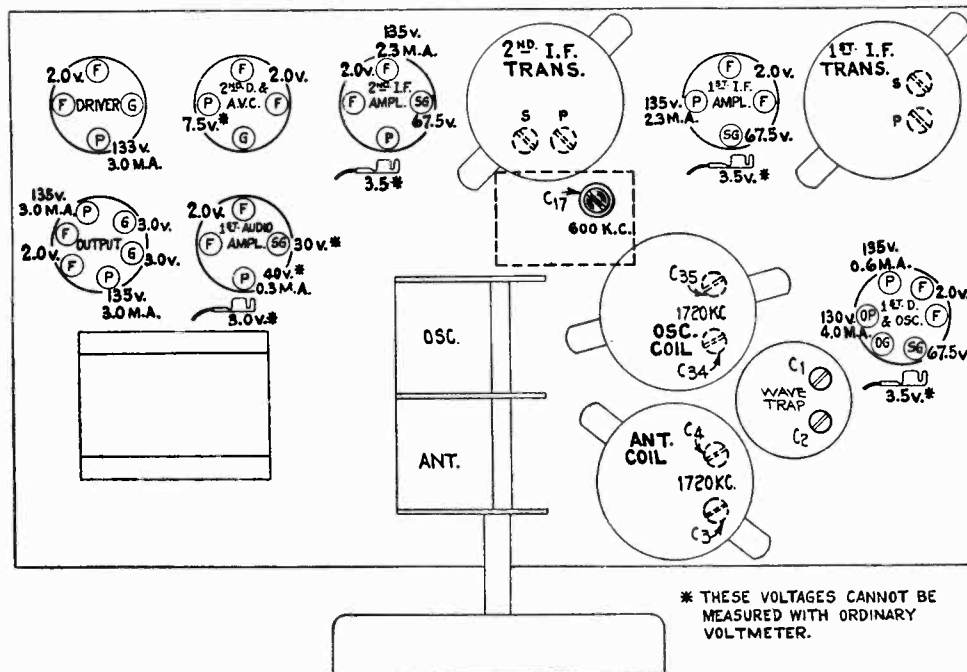 2.0v.
F
F DRIVER G
P
133v.
3.0 M.A.
F
2.0v.
2ND D. &
P A.V.C. F
7.5v.*
G
135v.
2.3 M.A.
2.0v. F
2ND I.F.
F AMPL. SG
67.5v.
P
3.5*
2ND. I.F.
TRANS.
S P
F
2.0v.
135v. P 1ST. I.F. F
2.3 M.A. AMPL.
SG 67.5v.
3.5v.*
1ST. I.F.
TRANS.
S
P
135v.
3.0 M.A. P
G 3.0v.
F OUTPUT
2.0v. G
F 3.0v.
P
135v.
3.0 M.A.
2.0v. F
1ST. AUDIO
F AMPL. SG 30v.*
P 40v.*
0.3 M.A.
3.0v.*
C17
600 K.C.
C35
1720 KC
OSC.
COIL
C34
135v.
0.6 M.A.
P F 2.0v.
130v. OP 1ST. D. F
4.0 M.A. & OSC.
OG SG 67.5v.
3.5v.*
OSC.
ANT.
C1
WAVE
TRAP
C2
ANT.
COIL
C4
1720 KC.
C3
* THESE VOLTAGES CANNOT BE
MEASURED WITH ORDINARY
VOLTMETER.